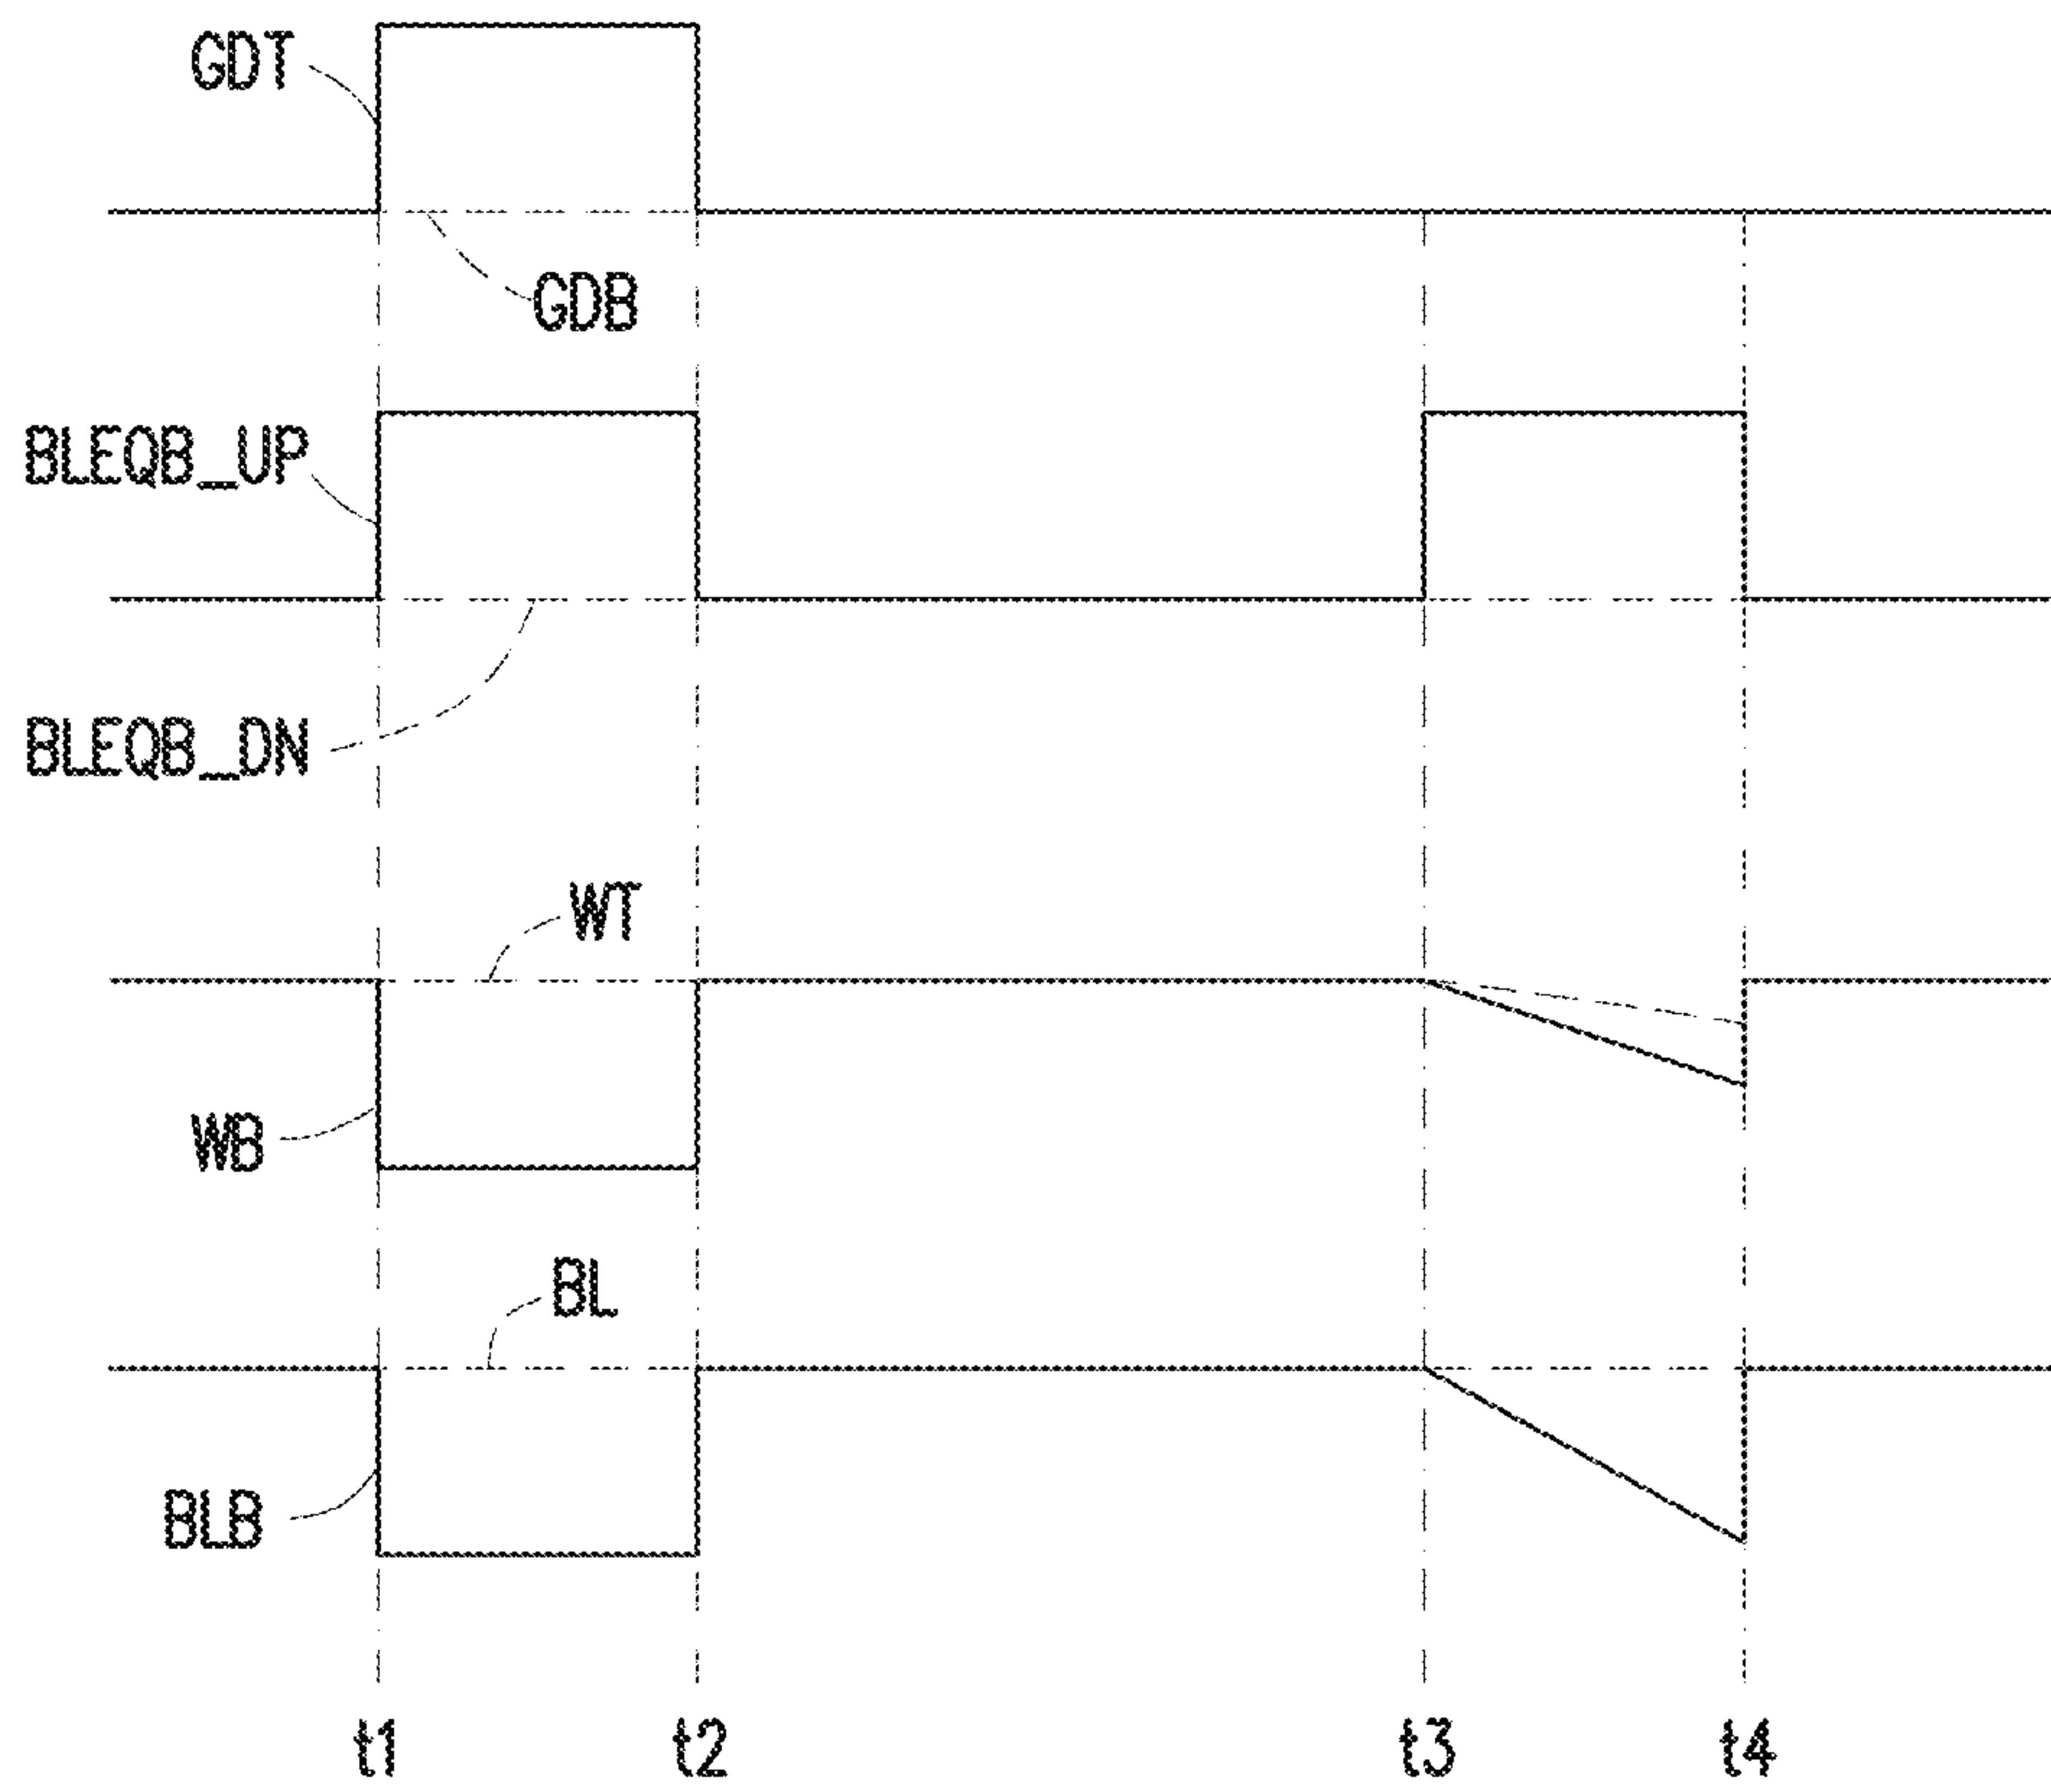 GDT
GDB
BLEQB_UP
BLEQB_DN
WT
WB
BL
BLB
t1 t2 t3 t4